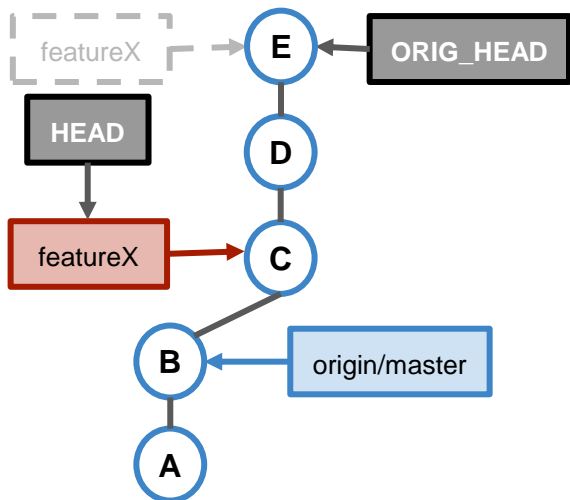 featureX
E
ORIG_HEAD
HEAD
D
featureX
C
B
origin/master
A